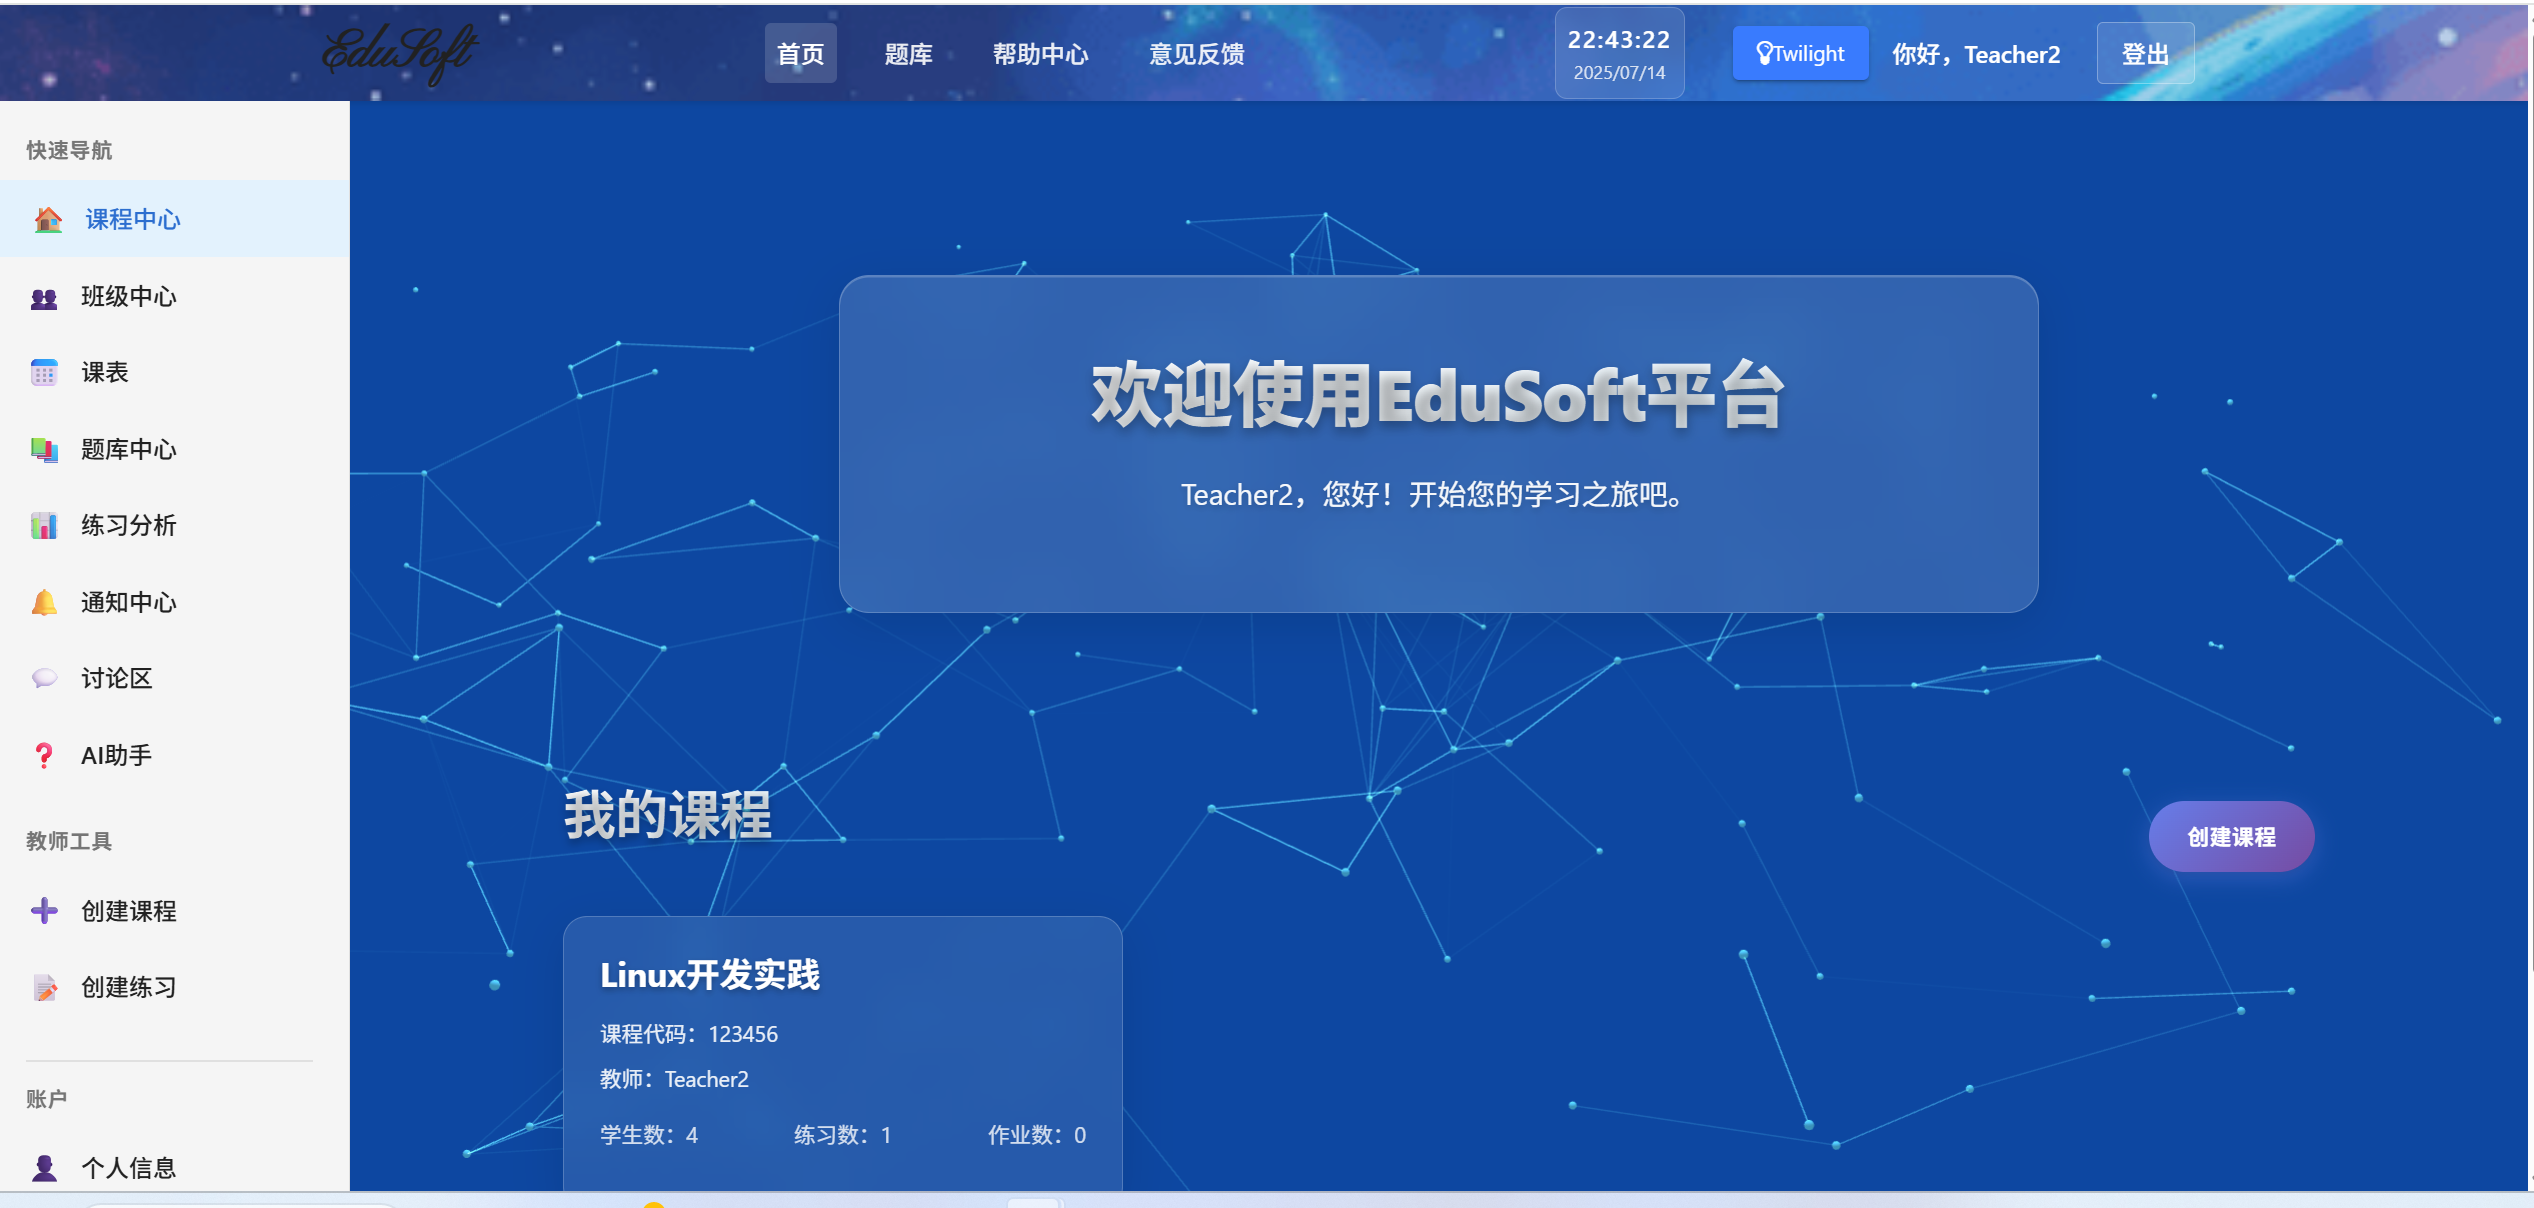 EduSoft
首页 题库 帮助中心 意见反馈
22:43:22
2025/07/14
Twilight 你好，Teacher2 登出
快速导航
课程中心
班级中心
课表
题库中心
练习分析
通知中心
讨论区
AI助手
教师工具
创建课程
创建练习
账户
个人信息
欢迎使用EduSoft平台
Teacher2，您好！开始您的学习之旅吧。
我的课程
创建课程
Linux开发实践
课程代码：123456
教师：Teacher2
学生数：4 练习数：1 作业数：0